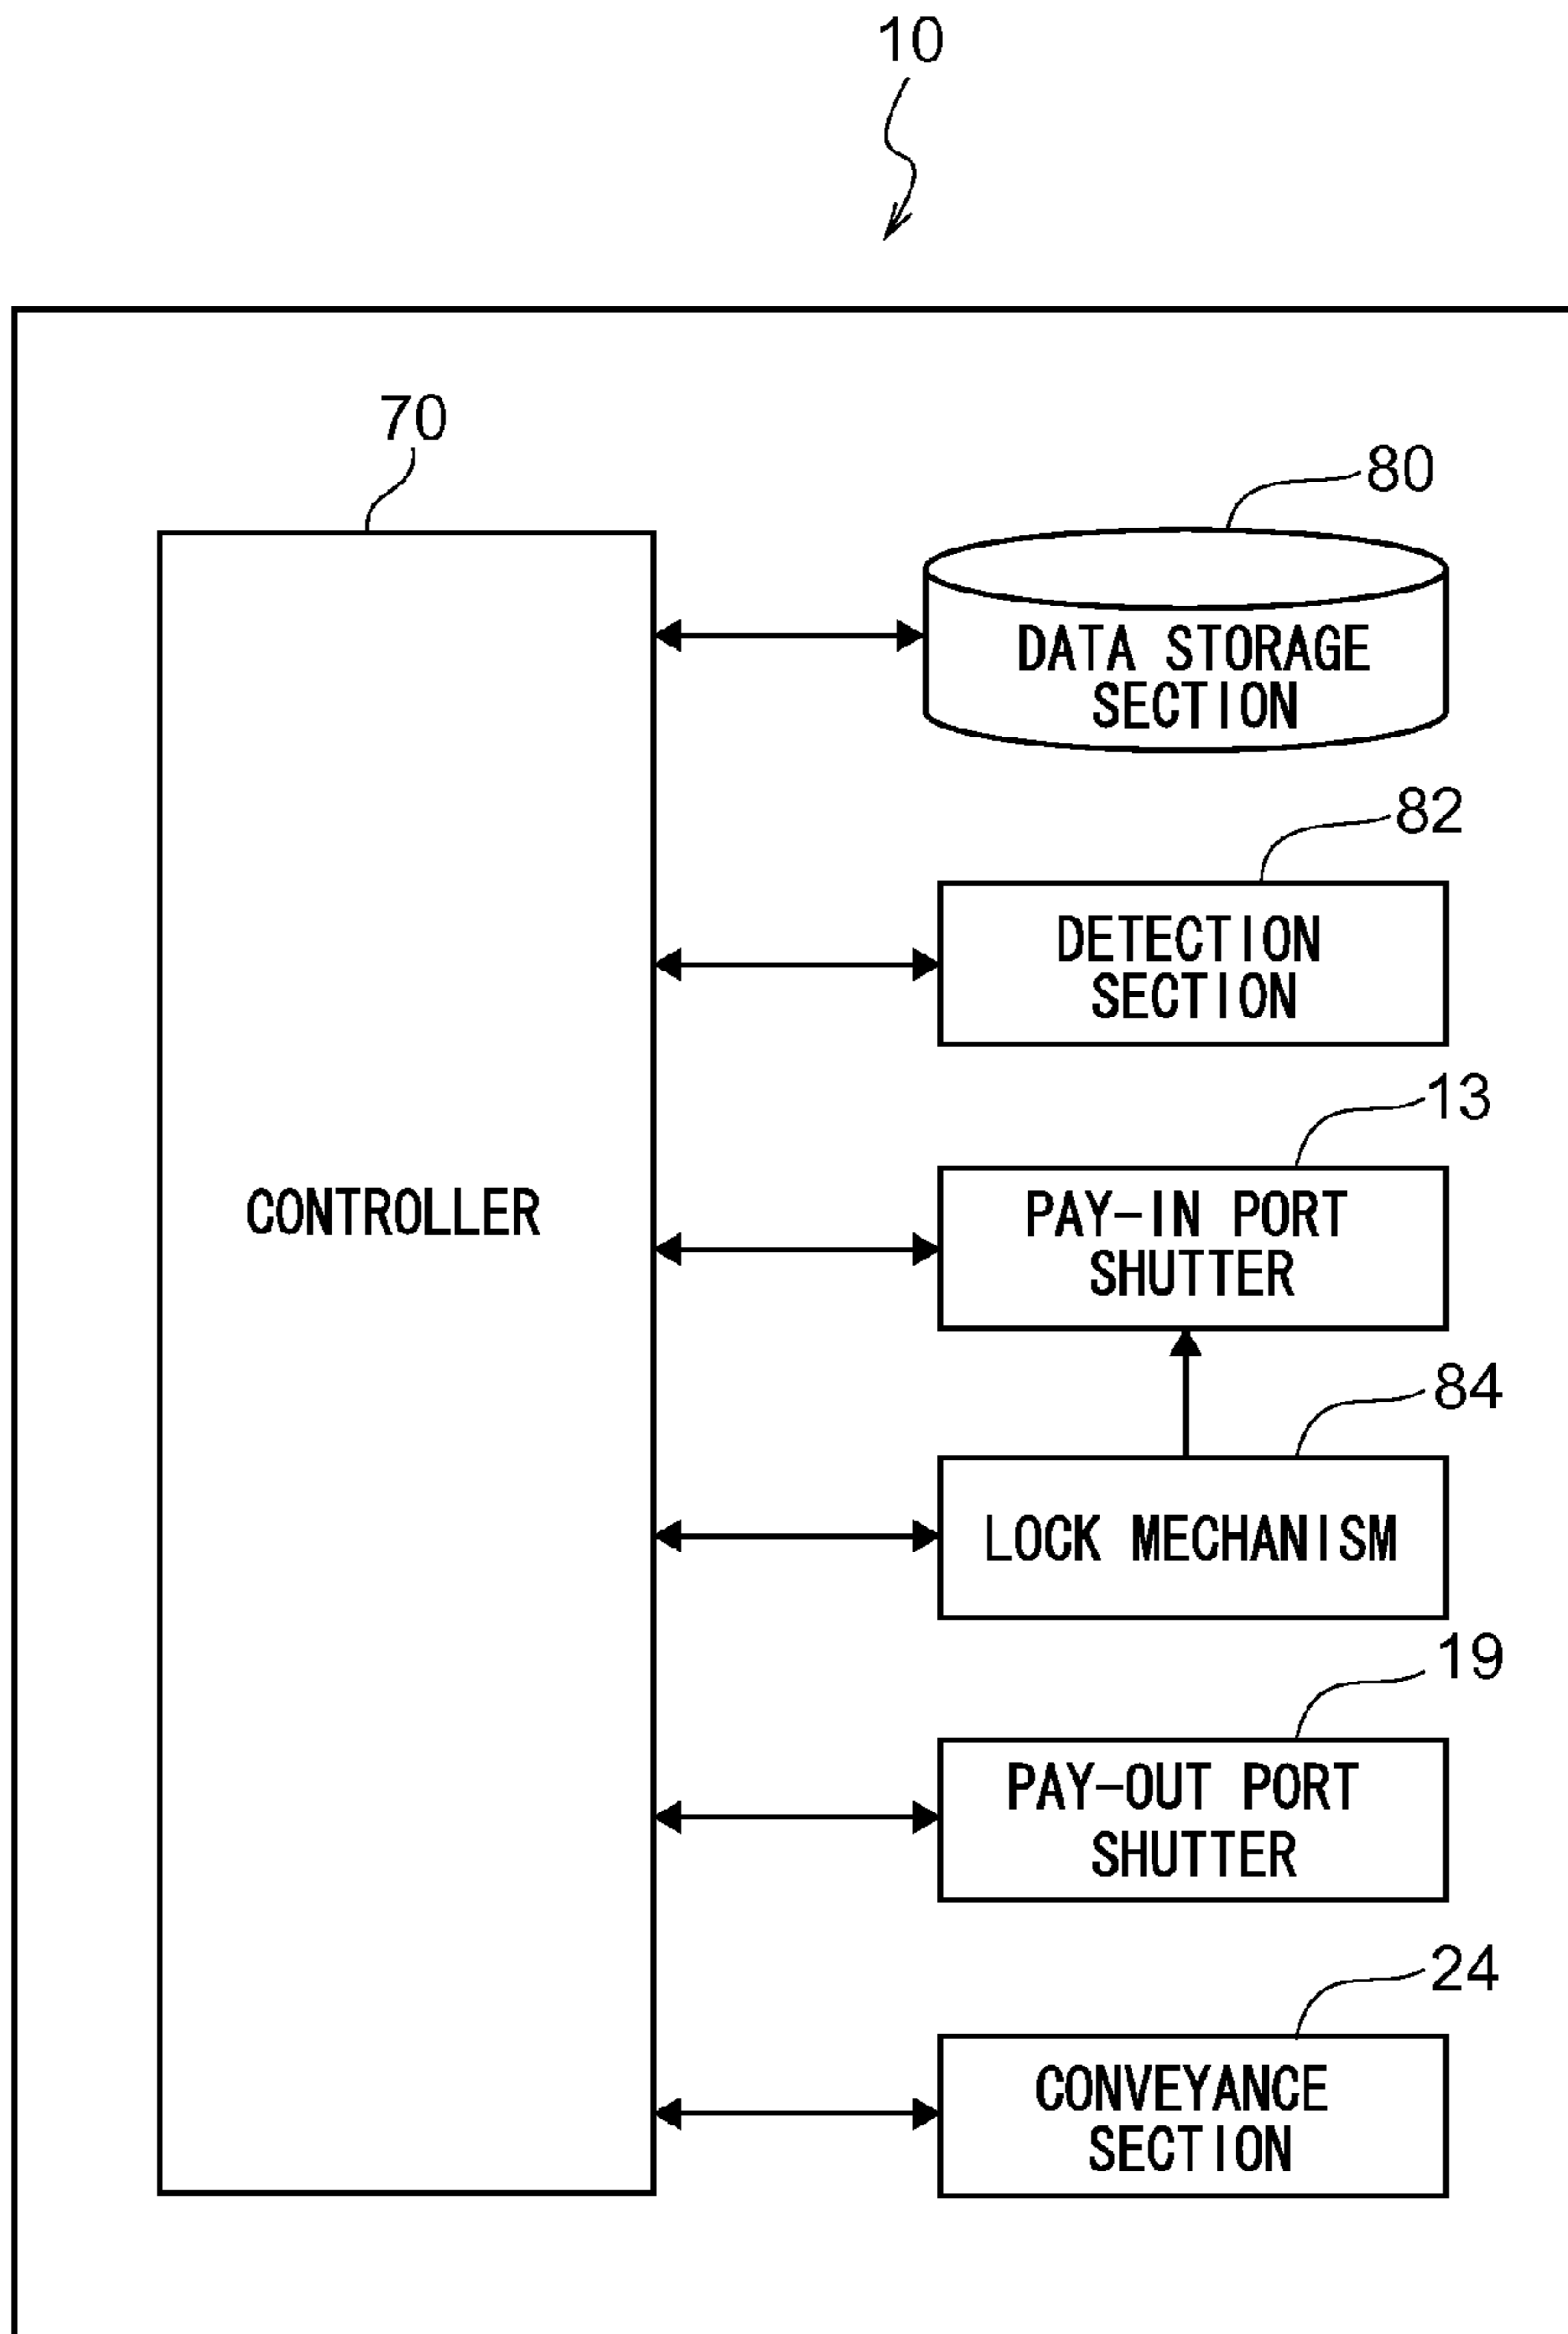 10
70
80
DATA STORAGE
SECTION
82
DETECTION
SECTION
13
CONTROLLER
PAY-IN PORT
SHUTTER
84
LOCK MECHANISM
19
PAY-OUT PORT
SHUTTER
24
CONVEYANCE
SECTION